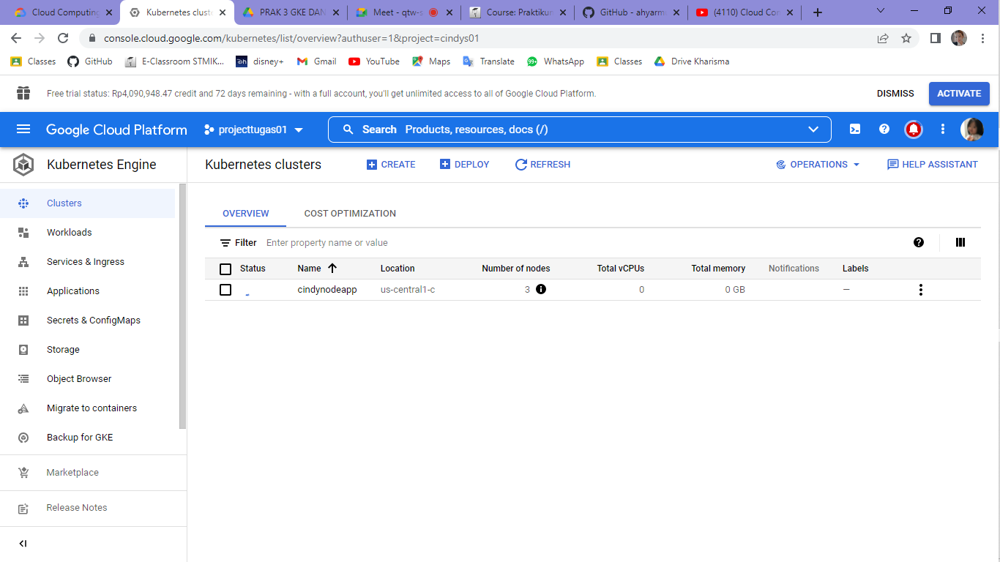 Cloud Computing
Kubernetes cluste
PRAK 3 GKE DAN
Meet - qtw-s
Course: Praktikum
GitHub - ahyarm
(4110) Cloud Com
console.cloud.google.com/kubernetes/list/overview?authuser=1&project=cindys01
Classes
GitHub
E-Classroom STMIK...
disney+
Gmail
YouTube
Maps
Translate
WhatsApp
Classes
Drive Kharisma
Free trial status: Rp4,090,948.47 credit and 72 days remaining - with a full account, you'll get unlimited access to all of Google Cloud Platform.
DISMISS
ACTIVATE
Google Cloud Platform
projecttugas01
Search Products, resources, docs (/)
Kubernetes Engine
Kubernetes clusters
CREATE
DEPLOY
REFRESH
OPERATIONS
HELP ASSISTANT
Clusters
Workloads
Services & Ingress
Applications
Secrets & ConfigMaps
Storage
Object Browser
Migrate to containers
Backup for GKE
Marketplace
Release Notes
OVERVIEW
COST OPTIMIZATION
Filter Enter property name or value
Status Name Location Number of nodes Total vCPUs Total memory Notifications Labels
cindynodeapp us-central1-c 3 0 0 GB —